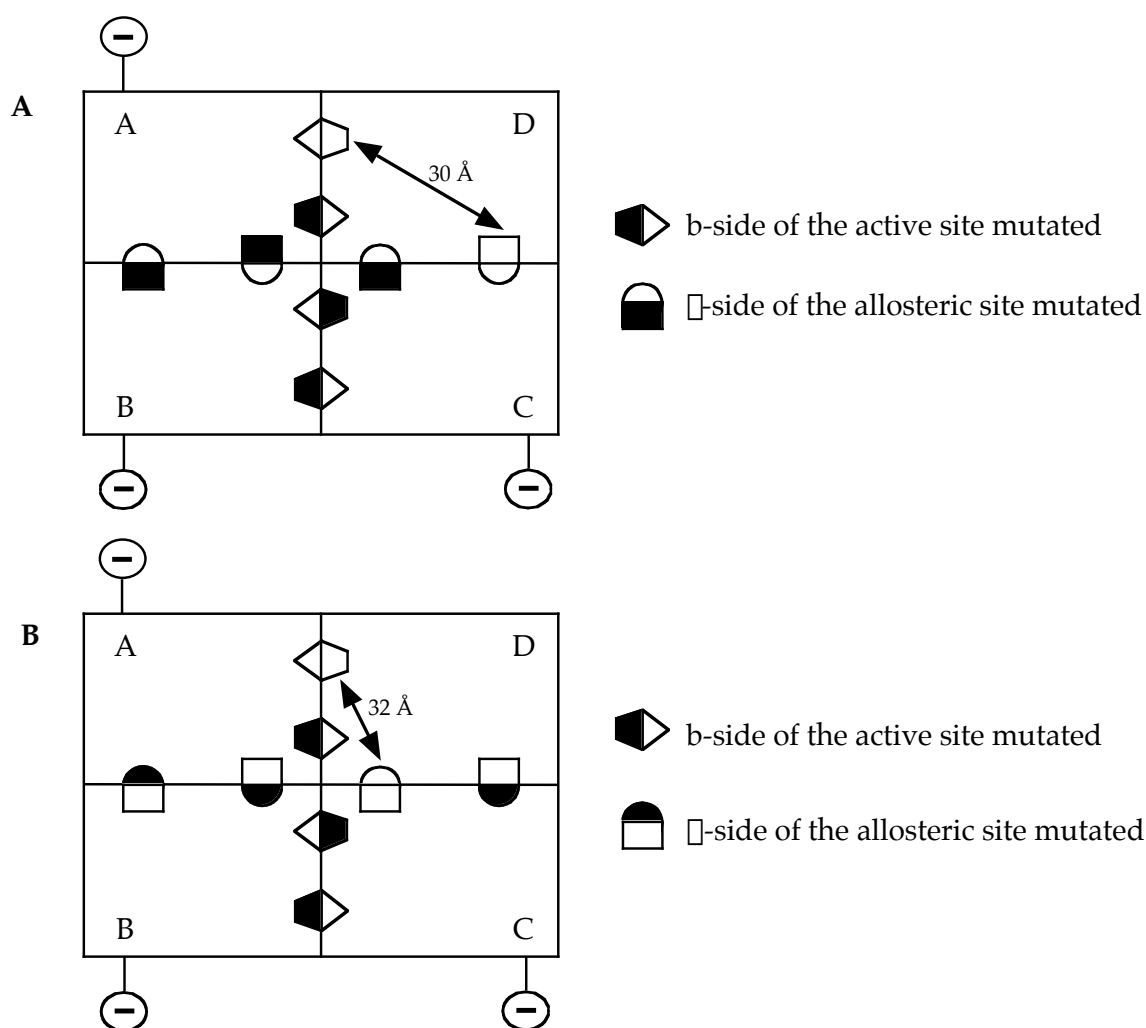 A
A
D
30 Å
b-side of the active site mutated
▯-side of the allosteric site mutated
B
C
B
A
D
32 Å
b-side of the active site mutated
▯-side of the allosteric site mutated
B
C